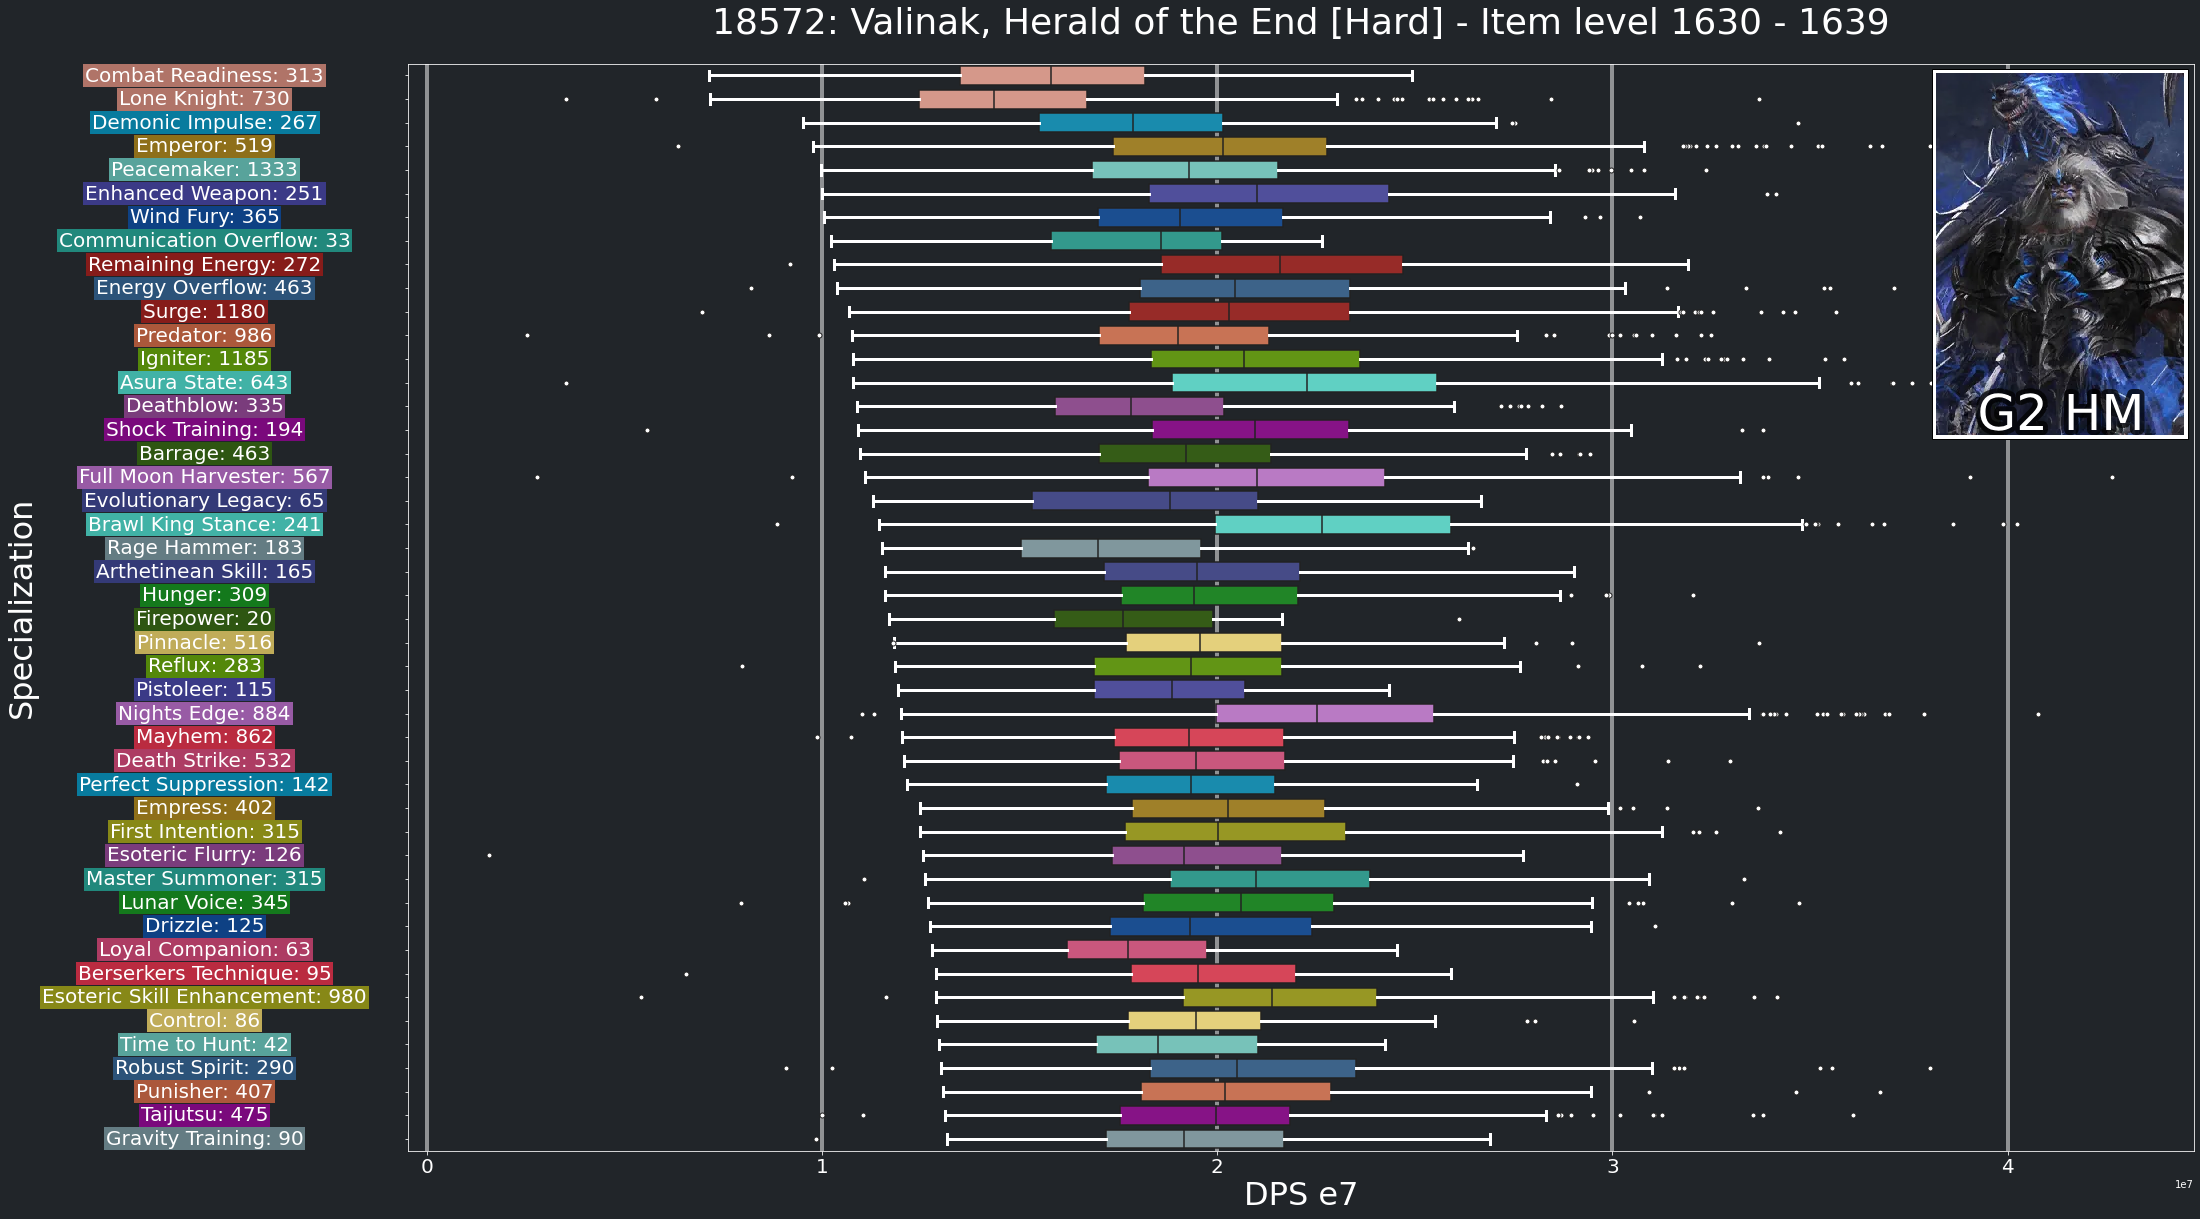 18572: Valinak, Herald of the End [Hard] - Item level 1630 - 1639
Combat Readiness: 313
Lone Knight: 730
Demonic Impulse: 267
Emperor: 519
Peacemaker: 1333
Enhanced Weapon: 251
Wind Fury: 365
Communication Overflow: 33
Remaining Energy: 272
Energy Overflow: 463
Surge: 1180
Predator: 986
Igniter: 1185
Asura State: 643
Deathblow: 335
Shock Training: 194
Barrage: 463
Full Moon Harvester: 567
Evolutionary Legacy: 65
Brawl King Stance: 241
Rage Hammer: 183
Arthetinean Skill: 165
Hunger: 309
Firepower: 20
Pinnacle: 516
Reflux: 283
Pistoleer: 115
Nights Edge: 884
Mayhem: 862
Death Strike: 532
Perfect Suppression: 142
Empress: 402
First Intention: 315
Esoteric Flurry: 126
Master Summoner: 315
Lunar Voice: 345
Drizzle: 125
Loyal Companion: 63
Berserkers Technique: 95
Esoteric Skill Enhancement: 980
Control: 86
Time to Hunt: 42
Robust Spirit: 290
Punisher: 407
Taijutsu: 475
Gravity Training: 90
Specialization
G2 HM
0 1 2 3 4
DPS e7
1e7